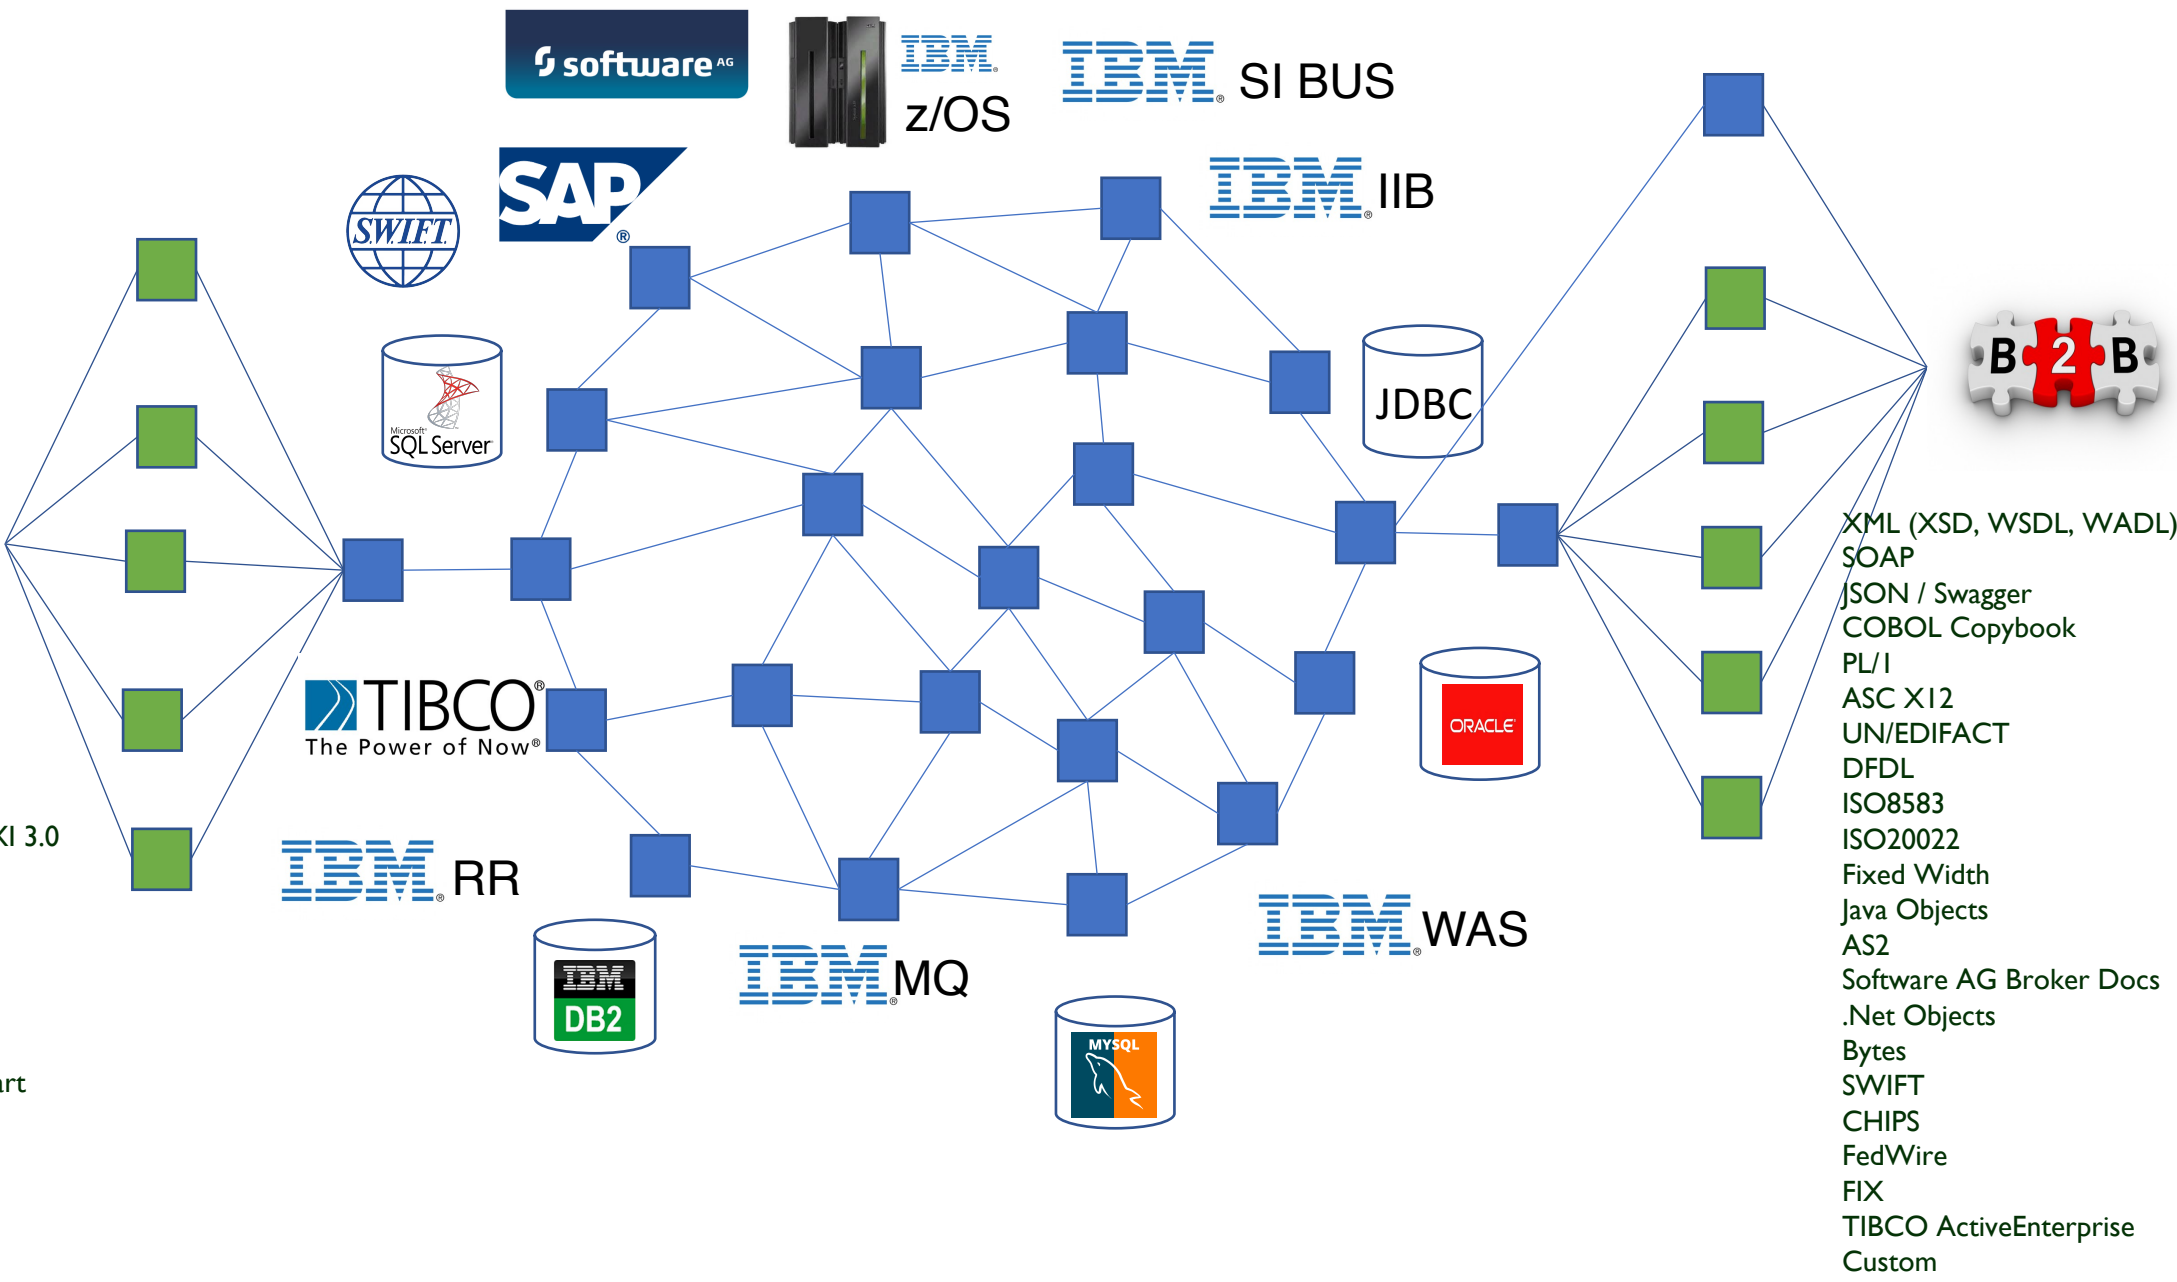 software AG
IBM
z/OS
IBM SI BUS
SAP
S.W.I.F.T.
IBM IIB
Microsoft
SQL Server
JDBC
B 2 B
TIBCO
The Power of Now
ORACLE
IBM RR
IBM
DB2
IBM MQ
IBM WAS
MYSQL
3.0
XML (XSD, WSDL, WADL)
SOAP
JSON / Swagger
COBOL Copybook
PL/1
ASC X12
UN/EDIFACT
DFDL
ISO8583
ISO20022
Fixed Width
Java Objects
AS2
Software AG Broker Docs
.Net Objects
Bytes
SWIFT
CHIPS
FedWire
FIX
TIBCO ActiveEnterprise
Custom